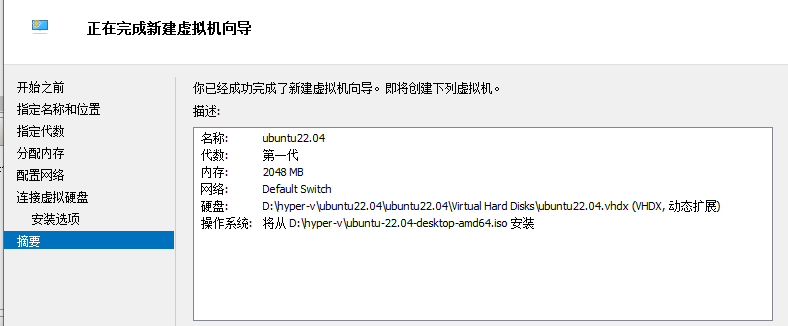 正在完成新建虚拟机向导
开始之前
指定名称和位置
指定代数
分配内存
配置网络
连接虚拟硬盘
安装选项
摘要
你已经成功完成了新建虚拟机向导。即将创建下列虚拟机。
描述:
名称: ubuntu22.04
代数: 第一代
内存: 2048 MB
网络: Default Switch
硬盘: D:\hyper-v\ubuntu22.04\ubuntu22.04\Virtual Hard Disks\ubuntu22.04.vhdx (VHDX, 动态扩展)
操作系统: 将从 D:\hyper-v\ubuntu-22.04-desktop-amd64.iso 安装